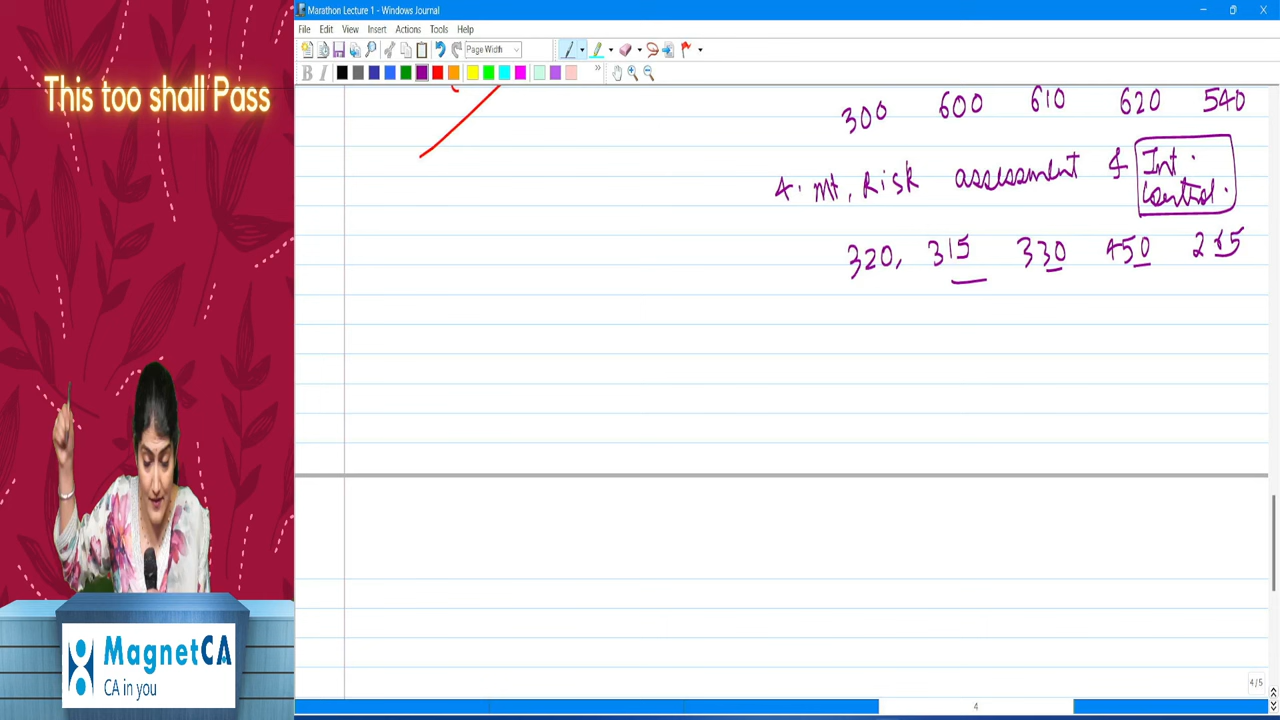 Marathon Lecture 1 - Windows Journal
File Edit View Insert Actions Tools Help
Page Width
B I
This too shall Pass
300 600 610 620 540
4. Mt, Risk assessment & Int. control.
320, 315 330 450 265
MagnetCA
CA in you
4/5
4